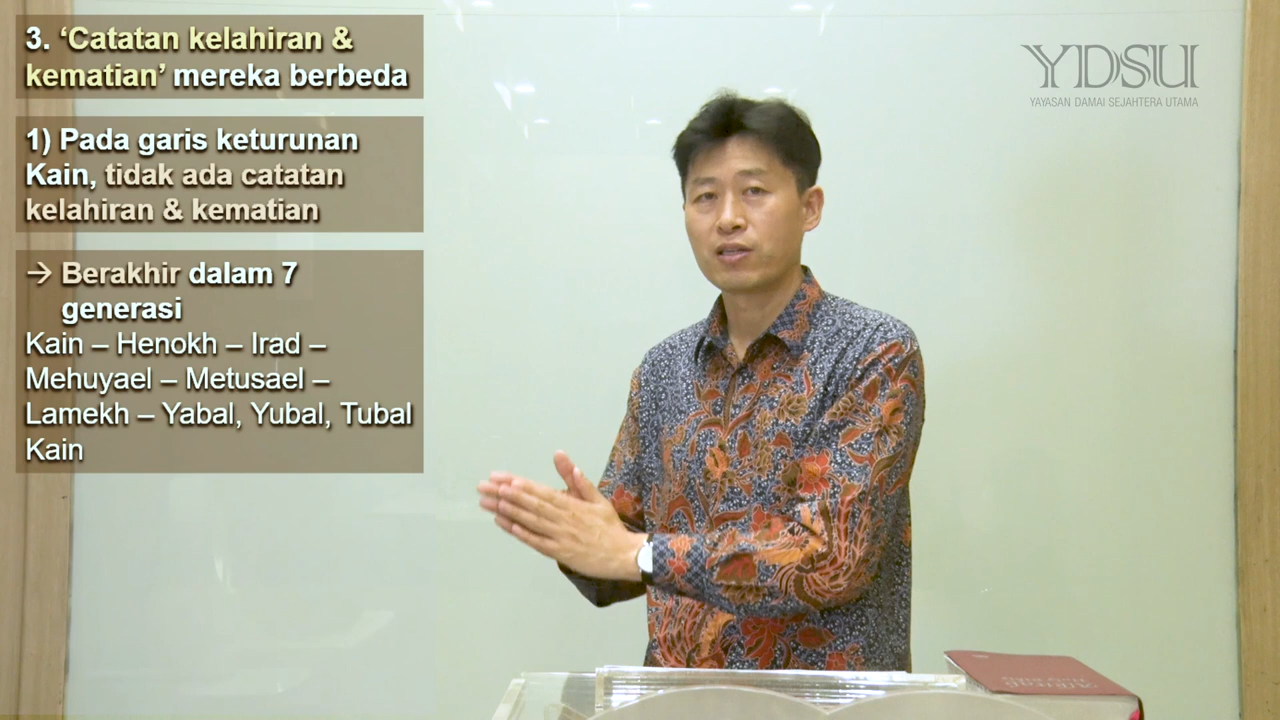 3. ‘Catatan kelahiran &
kematian’ mereka berbeda
1) Pada garis keturunan
Kain, tidak ada catatan
kelahiran & kematian
→ Berakhir dalam 7
generasi
Kain – Henokh – Irad –
Mehuyael – Metusael –
Lamekh – Yabal, Yubal, Tubal
Kain
YDSU
YAYASAN DAMAI SEJAHTERA UTAMA